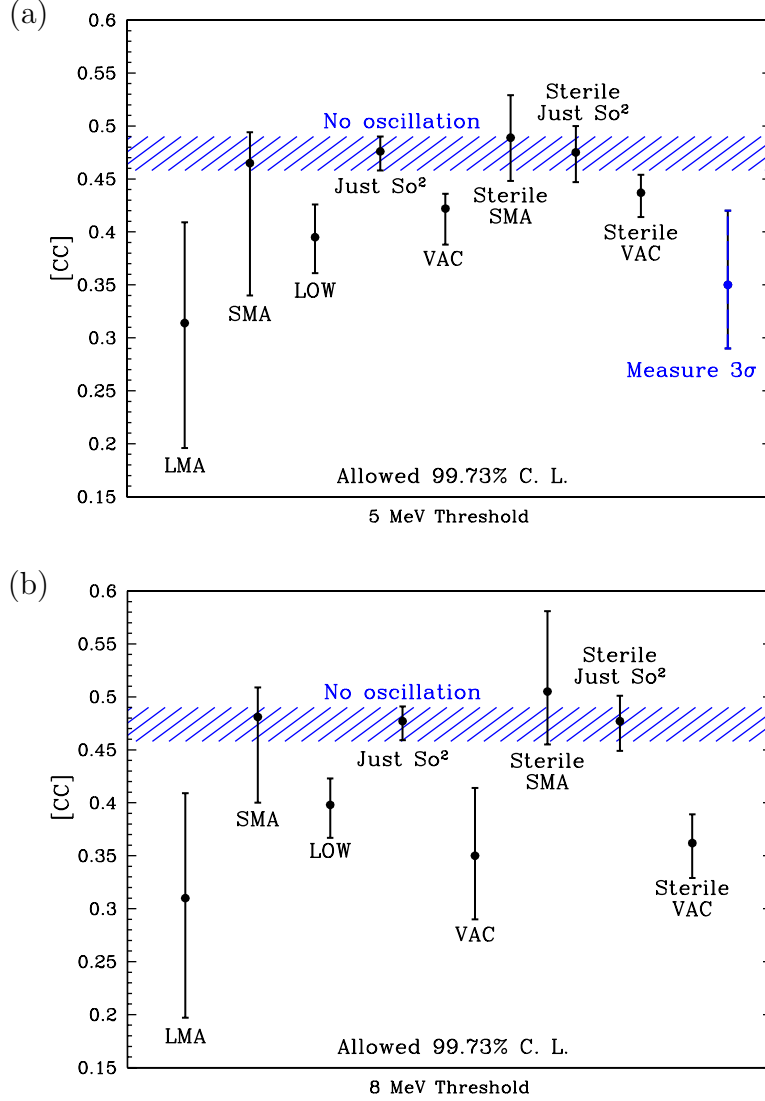 (a)
0.6
0.55
0.5
0.45
0.4
0.35
0.3
0.25
0.2
0.15
[CC]
Sterile
Just So²
No oscillation
Just So²
Sterile
SMA
Sterile
VAC
VAC
LOW
SMA
Measure 3σ
LMA
Allowed 99.73% C. L.
5 MeV Threshold
(b)
0.6
0.55
0.5
0.45
0.4
0.35
0.3
0.25
0.2
0.15
[CC]
Sterile
Just So²
No oscillation
Just So²
Sterile
SMA
SMA
LOW
Sterile
VAC
VAC
LMA
Allowed 99.73% C. L.
8 MeV Threshold